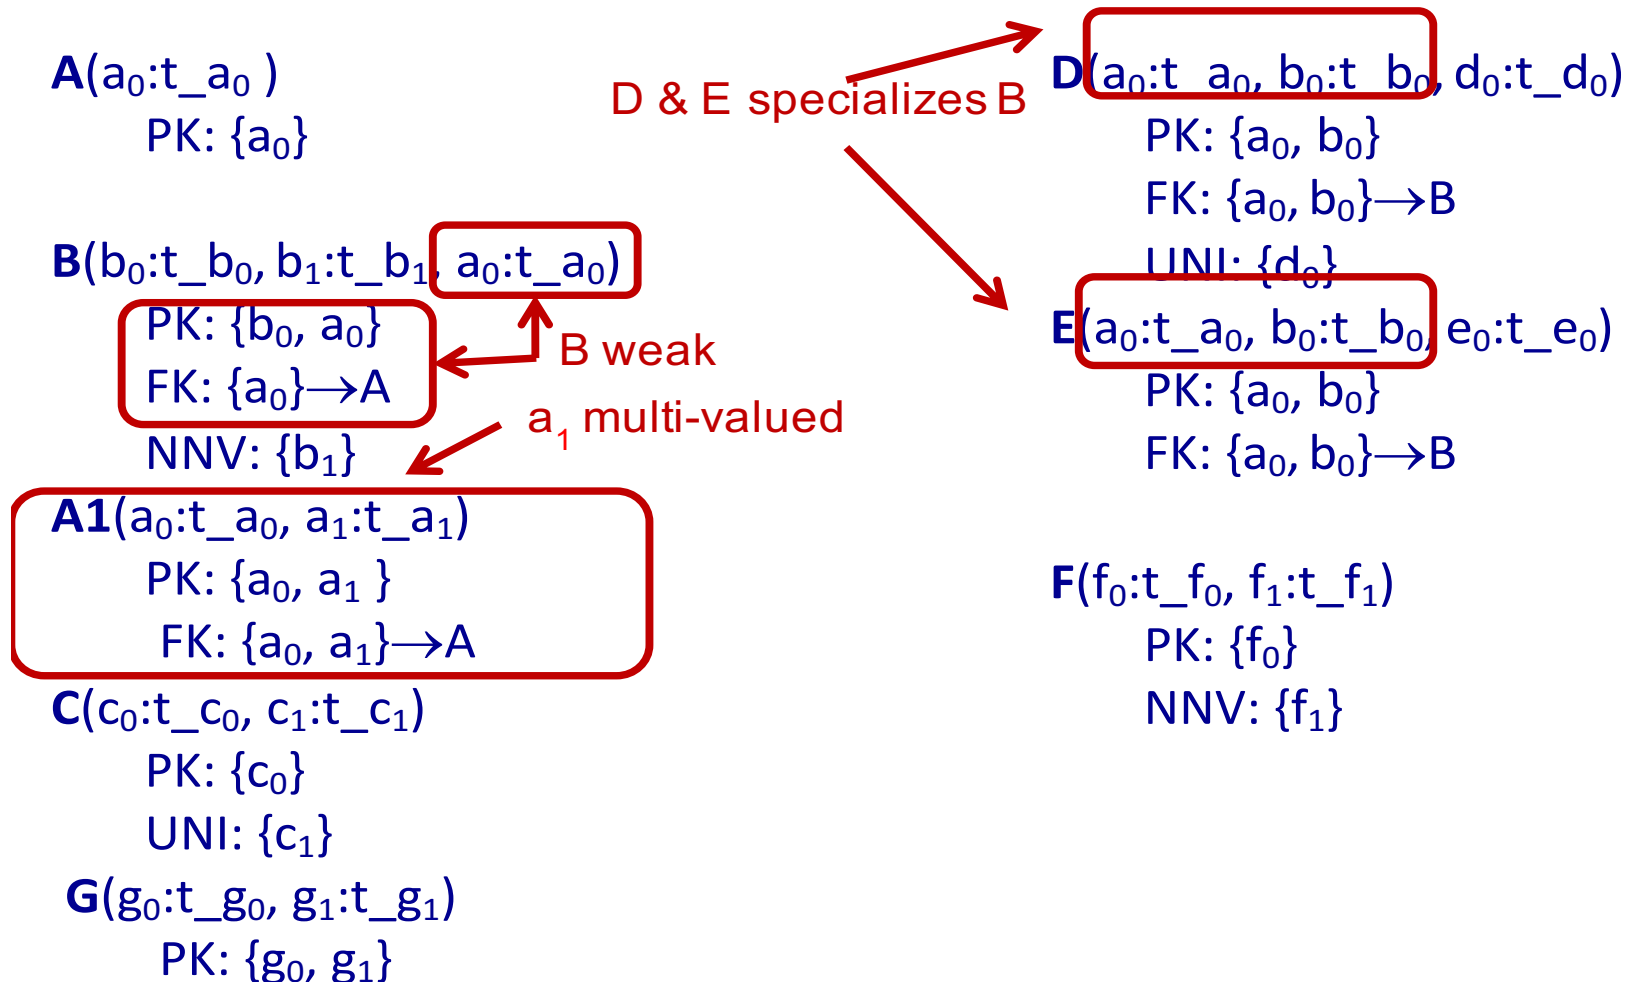 A(a₀:t_a₀ )
PK: {a₀}
B(b₀:t_b₀, b₁:t_b₁, a₀:t_a₀)
PK: {b₀, a₀}
FK: {a₀}→A
NNV: {b₁}
A1(a₀:t_a₀, a₁:t_a₁)
PK: {a₀, a₁ }
FK: {a₀, a₁}→A
C(c₀:t_c₀, c₁:t_c₁)
PK: {c₀}
UNI: {c₁}
G(g₀:t_g₀, g₁:t_g₁)
PK: {g₀, g₁}
D & E specializes B
B weak
a₁ multi-valued
D(a₀:t_a₀, b₀:t_b₀, d₀:t_d₀)
PK: {a₀, b₀}
FK: {a₀, b₀}→B
UNI: {d₀}
E(a₀:t_a₀, b₀:t_b₀, e₀:t_e₀)
PK: {a₀, b₀}
FK: {a₀, b₀}→B
F(f₀:t_f₀, f₁:t_f₁)
PK: {f₀}
NNV: {f₁}